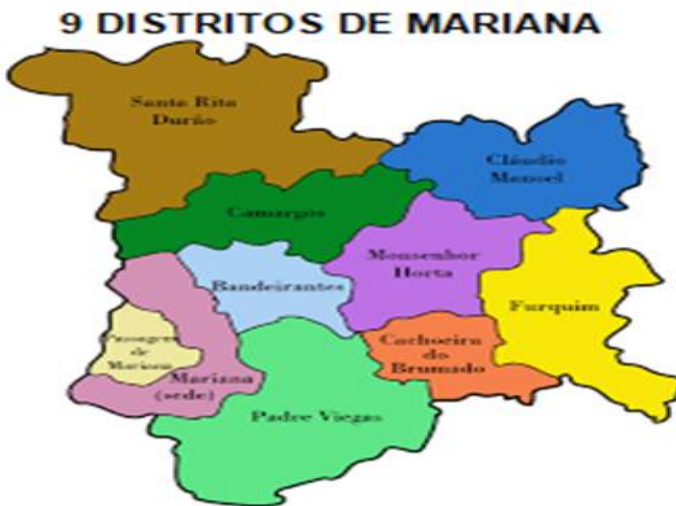 9 DISTRITOS DE MARIANA
Santa Rita
Durão
Cláudio
Manoel
Camargos
Monsenhor
Horta
Bandeirantes
Furquim
Passagem
de
Mariana
Cachoeira
do
Brumado
Mariana
(sede)
Padre Viegas